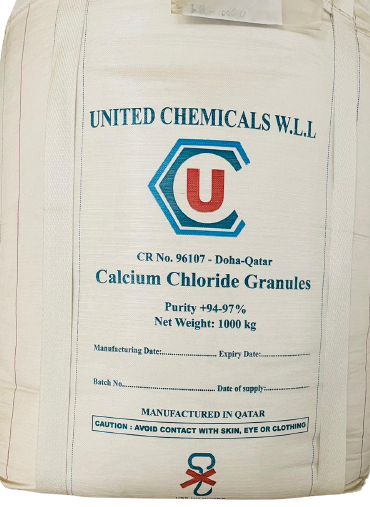 UNITED CHEMICALS W.L.L
U
CR No. 96107 - Doha-Qatar
Calcium Chloride Granules
Purity +94-97%
Net Weight: 1000 kg
Manufacturing Date:........................ Expiry Date:....................
Batch No............................ Date of supply:..................
MANUFACTURED IN QATAR
CAUTION : AVOID CONTACT WITH SKIN, EYE OR CLOTHING